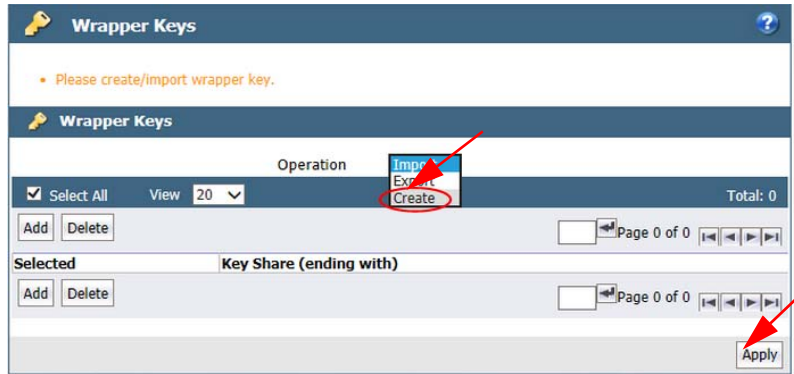 Wrapper Keys
?
• Please create/import wrapper key.
Wrapper Keys
Operation Import
Export
Create
Select All View 20 Total: 0
Add Delete Page 0 of 0
Selected Key Share (ending with)
Add Delete Page 0 of 0
Apply